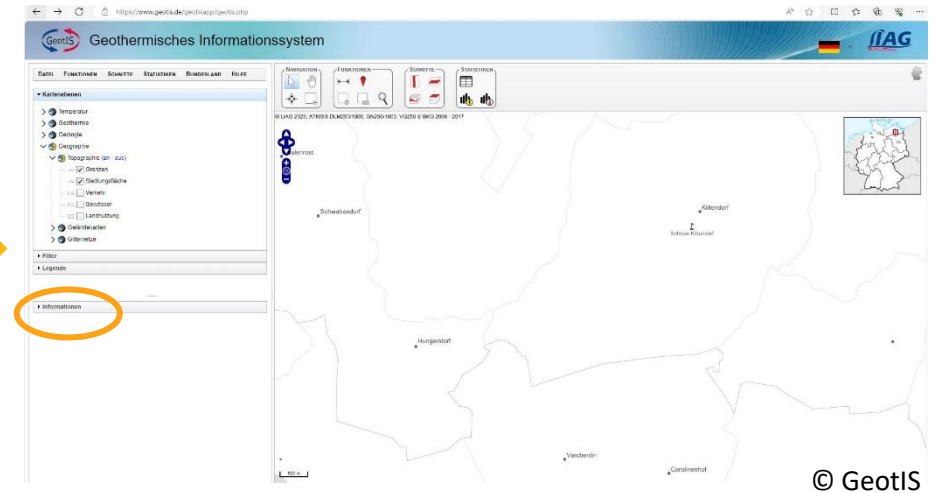 https://www.geotis.de/geotisapp/geotis.php
GeotIS Geothermisches Informationssystem
LIAG
DATEI FUNKTIONEN SCHNITTE STATISTIKEN BUNDESLAND HILFE
Kartenebenen
Temperatur
Geothermie
Geologie
Geographie
Topographie (an - aus)
Grenzen
Siedlungsfläche
Verkehr
Gewässer
Landnutzung
Geländekarten
Gitternetze
Filter
Legende
Informationen
NAVIGATION FUNKTIONEN SCHNITTE STATISTIKEN
Schwabendorf
Kittendorf
Schloss Kittendorf
Hungerstorf
Varchentin
Carolinenhof
500 m
© GeotIS